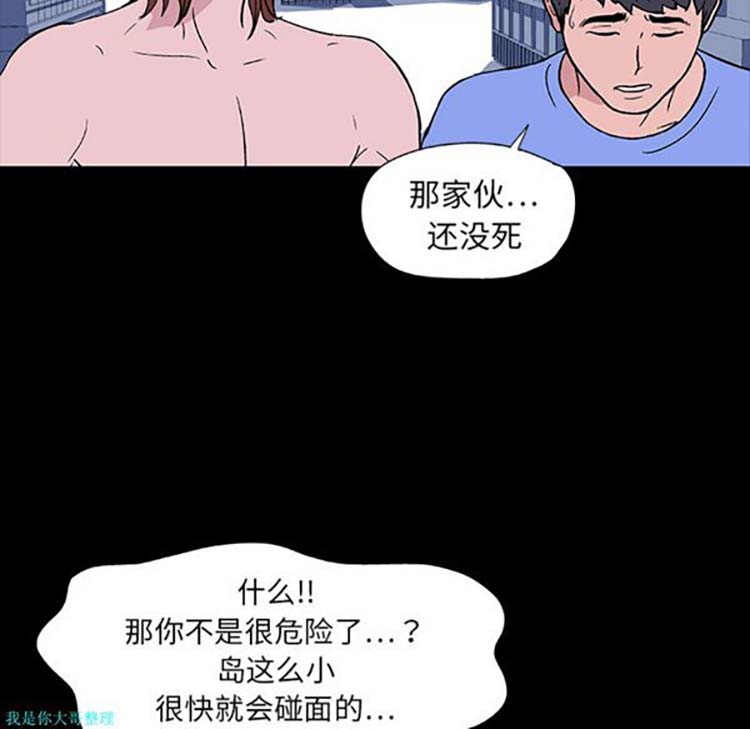 那家伙...
还没死
什么!!
那你不是很危险了...？
岛这么小
很快就会碰面的...
我是你大哥整理